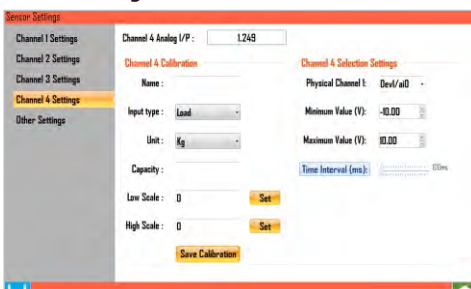 Sensor Settings
Channel 1 Settings
Channel 2 Settings
Channel 3 Settings
Channel 4 Settings
Other Settings
Channel 4 Analog I/P : 1.249
Channel 4 Calibration
Name :
Input type : Load
Unit : Kg
Capacity :
Low Scale : 0 Set
High Scale : 0 Set
Save Calibration
Channel 4 Selection Settings
Physical Channel 1: Dev1/ai0
Minimum Value (V): -10.00
Maximum Value (V): 10.00
Time Interval (ms): 100ms